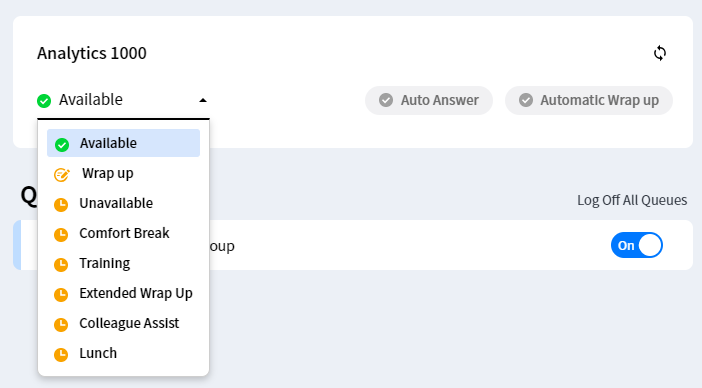 Analytics 1000
Available
Auto Answer
Automatic Wrap up
Available
Wrap up
Unavailable
Comfort Break
Training
Extended Wrap Up
Colleague Assist
Lunch
Log Off All Queues
On